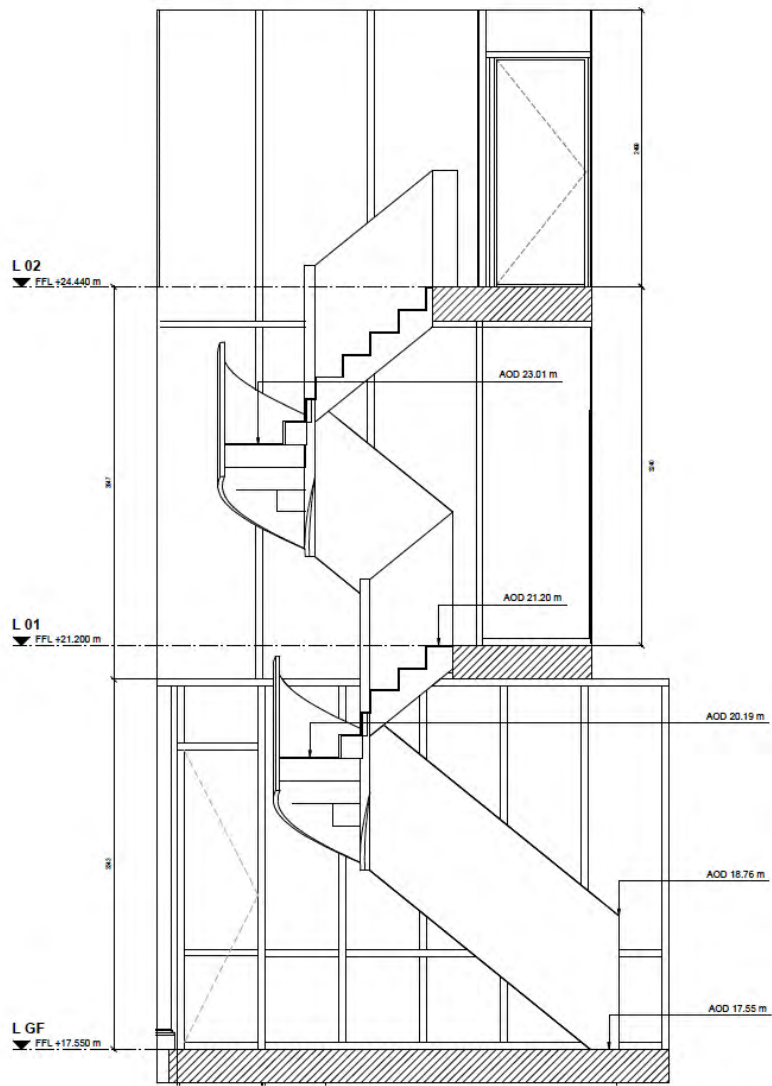 L 02
FFL +24.440 m
AOD 23.01 m
3240
L 01
FFL +21.200 m
AOD 21.20 m
AOD 20.19 m
AOD 18.76 m
L GF
FFL +17.550 m
AOD 17.55 m